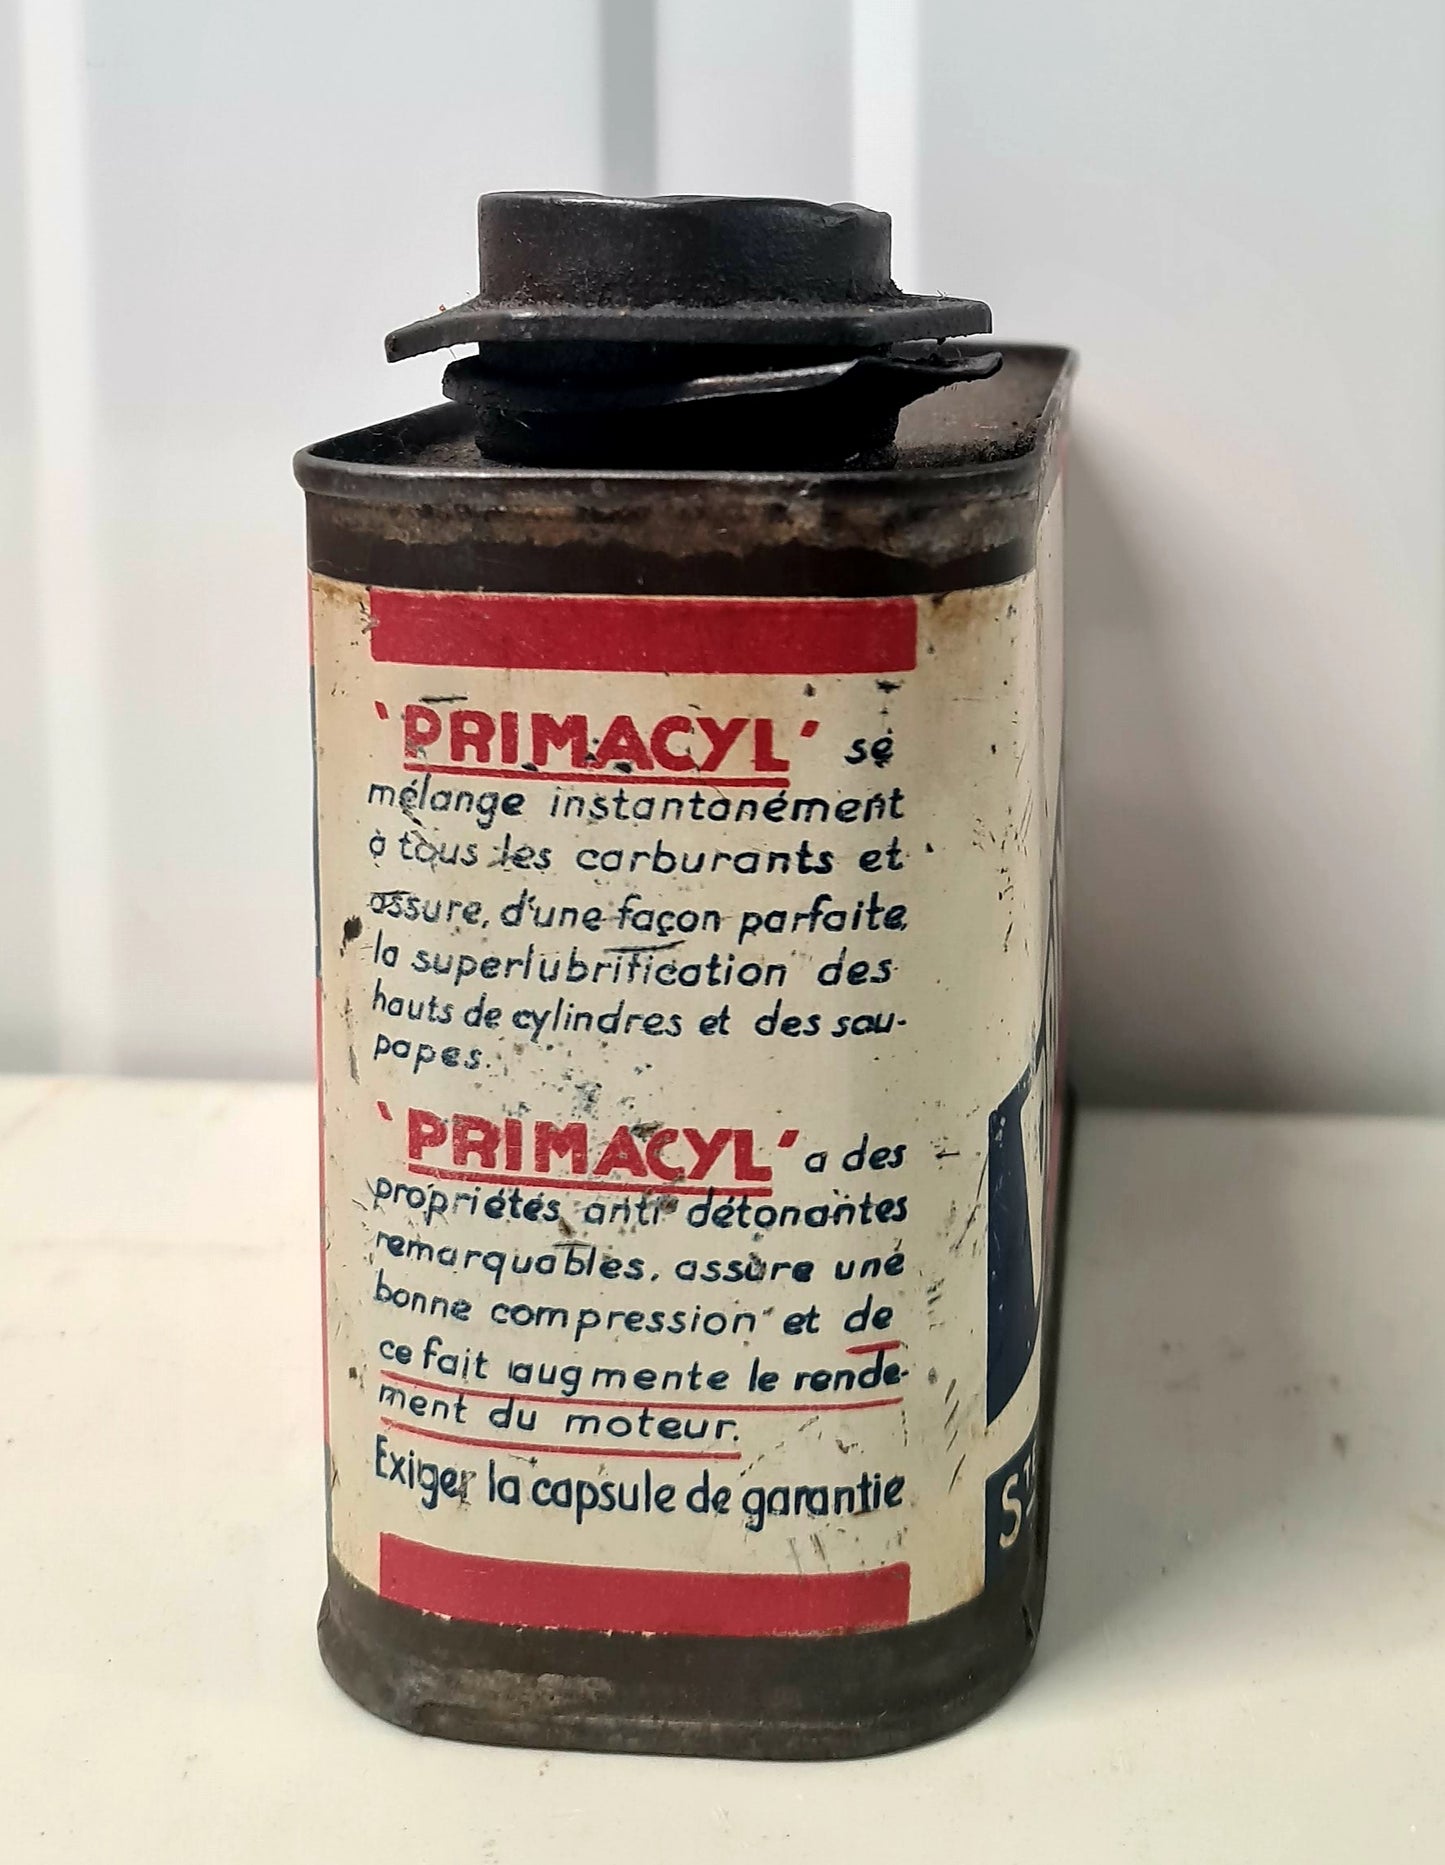 'PRIMACYL' se
mélange instantanément
à tous les carburants et
assure, d'une façon parfaite,
la superlubrification des
hauts de cylindres et des sou-
papes.
'PRIMACYL' a des
propriétés anti détonantes
remarquables, assure une
bonne compression et de
ce fait augmente le rende-
ment du moteur.
Exiger la capsule de garantie